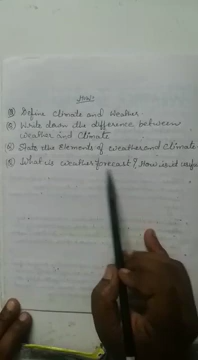 H.W:
Define Climate and Weather
Write down the difference between
Weather and Climate
State the Elements of Weather and Climate
What is weather forecast? How is it useful